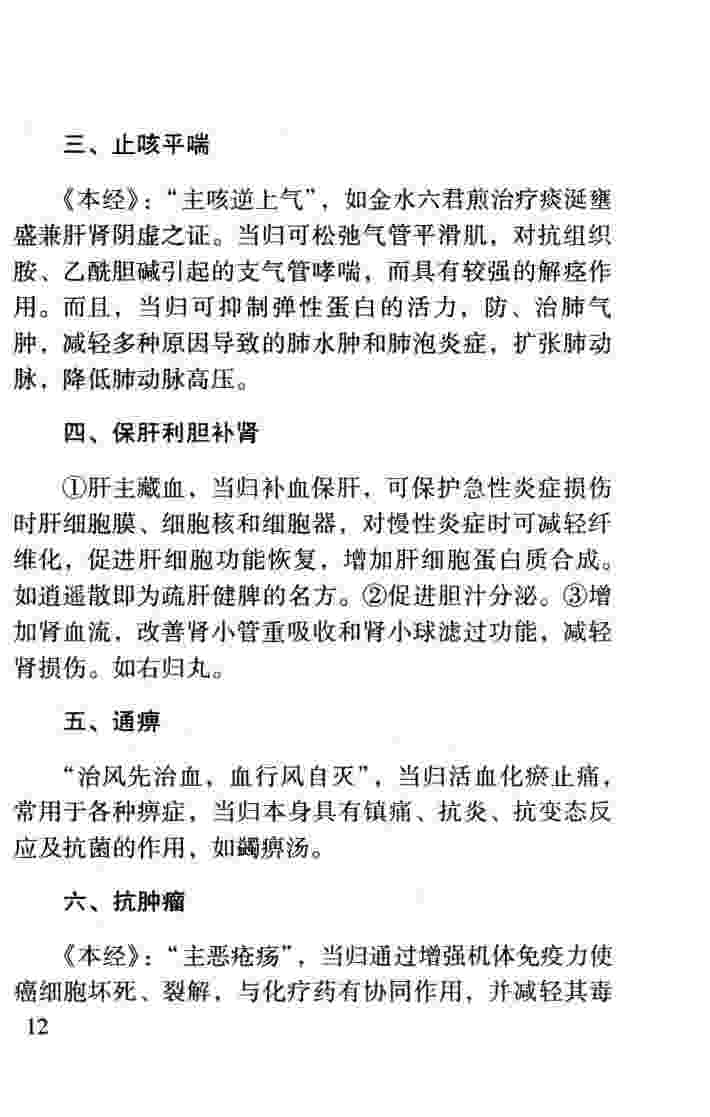 三、止咳平喘
《本经》：“主咳逆上气”，如金水六君煎治疗痰涎壅
盛兼肝肾阴虚之证。当归可松弛气管平滑肌，对抗组织
胺、乙酰胆碱引起的支气管哮喘，而具有较强的解痉作
用。而且，当归可抑制弹性蛋白的活力，防、治肺气
肿，减轻多种原因导致的肺水肿和肺泡炎症，扩张肺动
脉，降低肺动脉高压。
四、保肝利胆补肾
①肝主藏血，当归补血保肝，可保护急性炎症损伤
时肝细胞膜、细胞核和细胞器，对慢性炎症时可减轻纤
维化，促进肝细胞功能恢复，增加肝细胞蛋白质合成。
如逍遥散即为疏肝健脾的名方。②促进胆汁分泌。③增
加肾血流，改善肾小管重吸收和肾小球滤过功能，减轻
肾损伤。如右归丸。
五、通痹
“治风先治血，血行风自灭”，当归活血化瘀止痛，
常用于各种痹症，当归本身具有镇痛、抗炎、抗变态反
应及抗菌的作用，如蠲痹汤。
六、抗肿瘤
《本经》：“主恶疮疡”，当归通过增强机体免疫力使
癌细胞坏死、裂解，与化疗药有协同作用，并减轻其毒
12